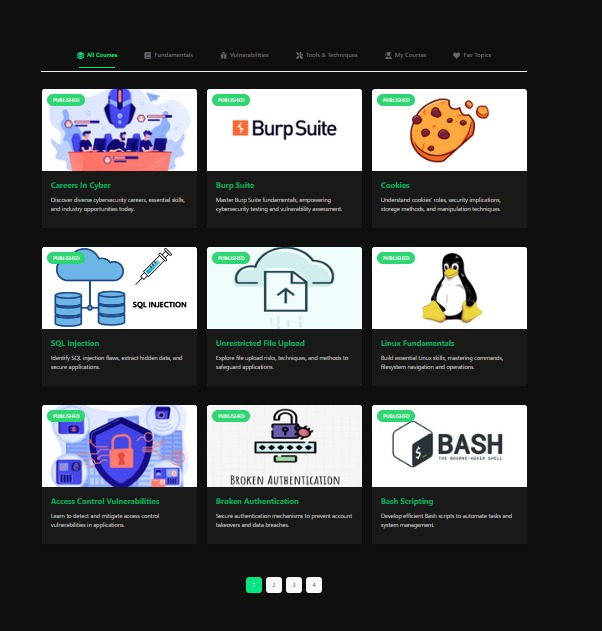 All Courses Fundamentals Vulnerabilities Tools & Techniques My Courses Fav Topics
PUBLISHED PUBLISHED PUBLISHED
Burp Suite
Careers In Cyber
Discover diverse cybersecurity careers, essential skills,
and industry opportunities today.
Burp Suite
Master Burp Suite fundamentals, empowering
cybersecurity testing and vulnerability assessment.
Cookies
Understand cookies' roles, security implications,
storage methods, and manipulation techniques.
PUBLISHED PUBLISHED PUBLISHED
SQL INJECTION
SQL Injection
Identify SQL injection flaws, extract hidden data, and
secure applications.
Unrestricted File Upload
Explore file upload risks, techniques, and methods to
safeguard applications.
Linux Fundamentals
Build essential Linux skills, mastering commands,
filesystem navigation and operations.
PUBLISHED PUBLISHED PUBLISHED
BROKEN AUTHENTICATION
$_
BASH
THE BOURNE-AGAIN SHELL
Access Control Vulnerabilities
Learn to detect and mitigate access control
vulnerabilities in applications.
Broken Authentication
Secure authentication mechanisms to prevent account
takeovers and data breaches.
Bash Scripting
Develop efficient Bash scripts to automate tasks and
system management.
1 2 3 4